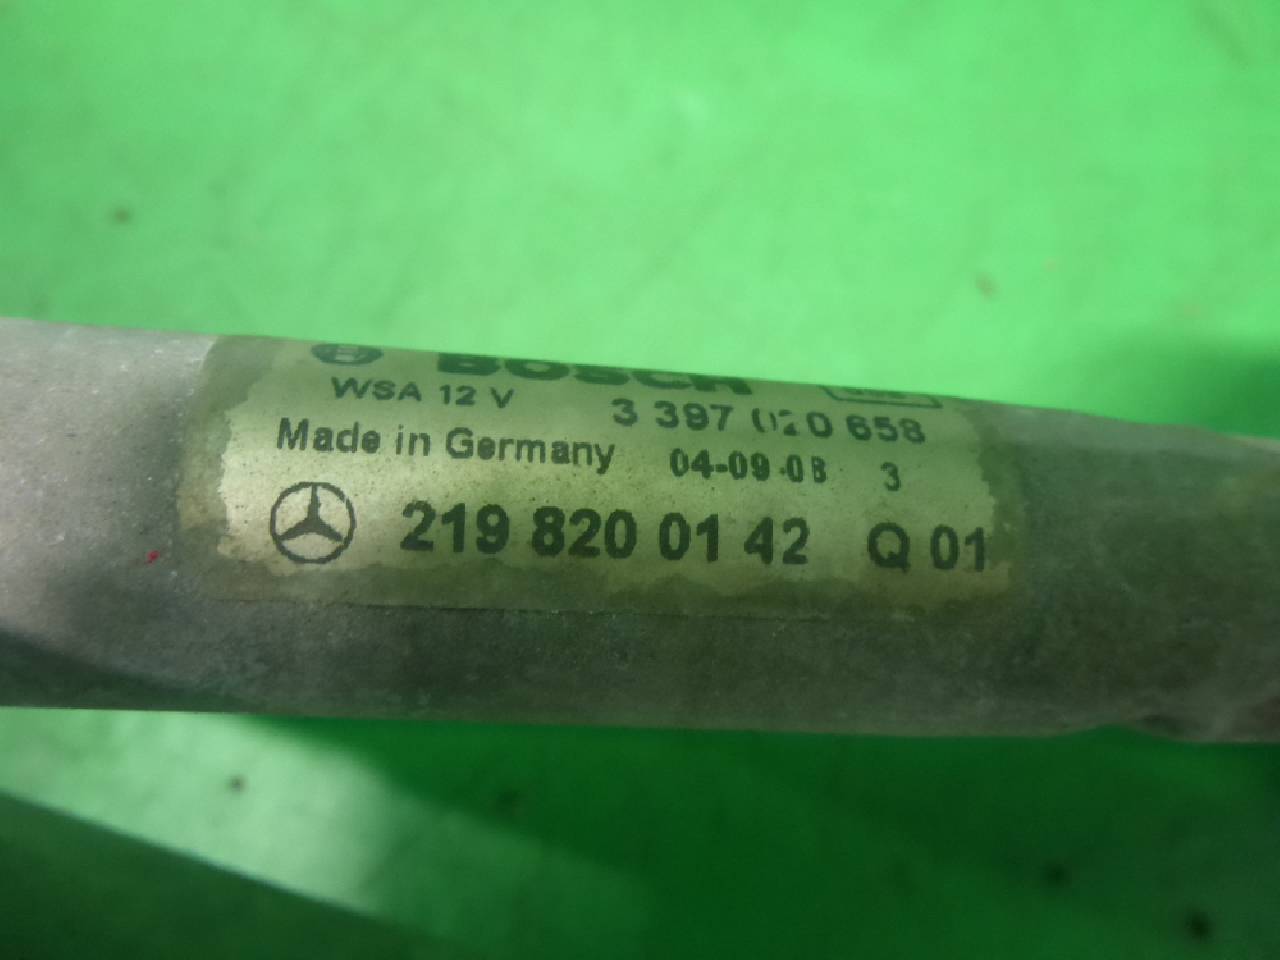 BOSCH
WSA 12 V 3 397 020 658
Made in Germany 04-09-08 3
219 820 01 42 Q 01